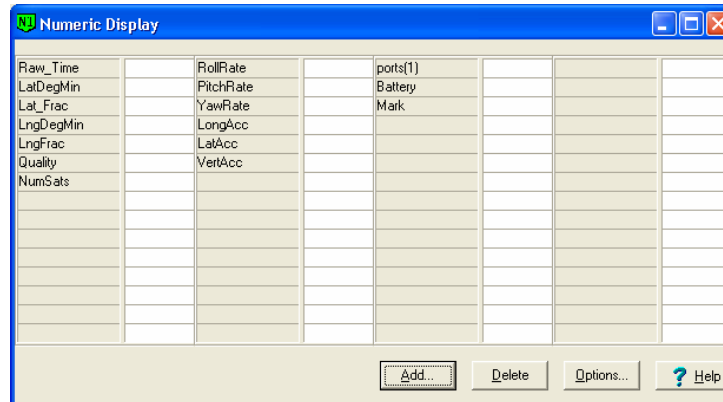 Numeric Display
Raw_Time RollRate ports(1)
LatDegMin PitchRate Battery
Lat_Frac YawRate Mark
LngDegMin LongAcc
LngFrac LatAcc
Quality VertAcc
NumSats
Add... Delete Options... ? Help